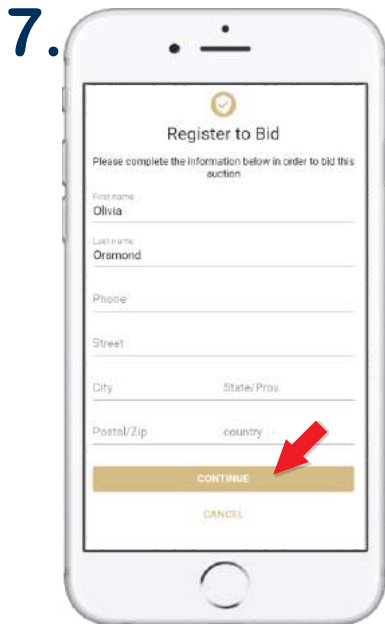 7.
Register to Bid
Please complete the information below in order to bid this
auction
First name
Olivia
Last name
Orsmond
Phone
Street
City State/Prov.
Postal/Zip country
CONTINUE
CANCEL